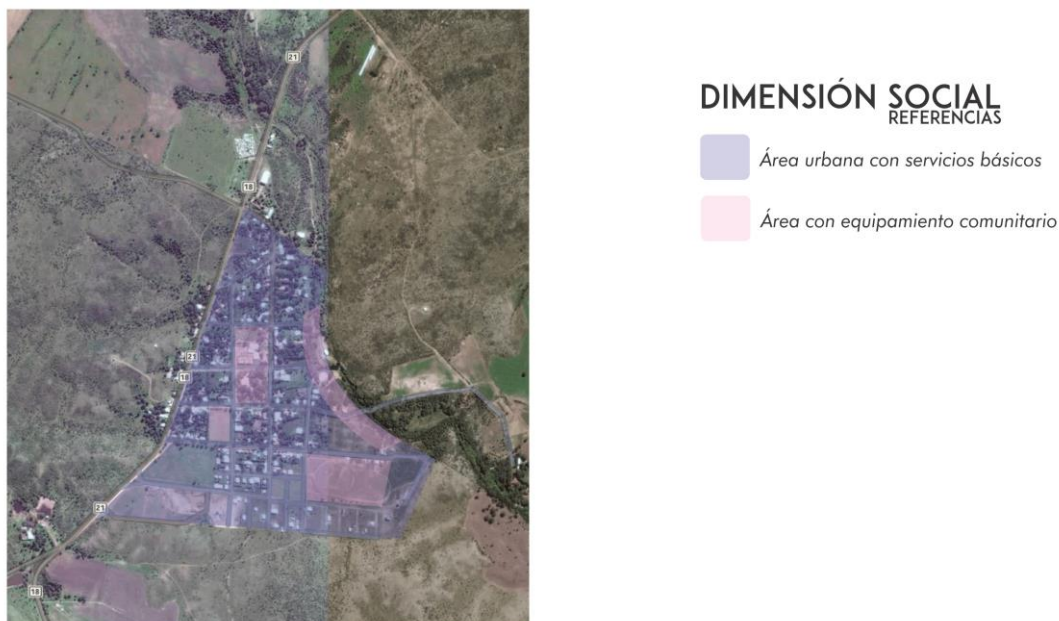 21
18
21
18
21
18
DIMENSIÓN SOCIAL
REFERENCIAS
Área urbana con servicios básicos
Área con equipamiento comunitario